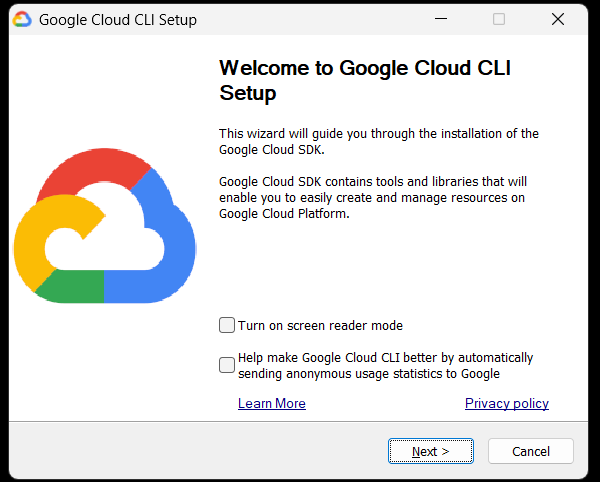 Google Cloud CLI Setup
Welcome to Google Cloud CLI
Setup
This wizard will guide you through the installation of the
Google Cloud SDK.
Google Cloud SDK contains tools and libraries that will
enable you to easily create and manage resources on
Google Cloud Platform.
Turn on screen reader mode
Help make Google Cloud CLI better by automatically
sending anonymous usage statistics to Google
Learn More
Privacy policy
Next >
Cancel